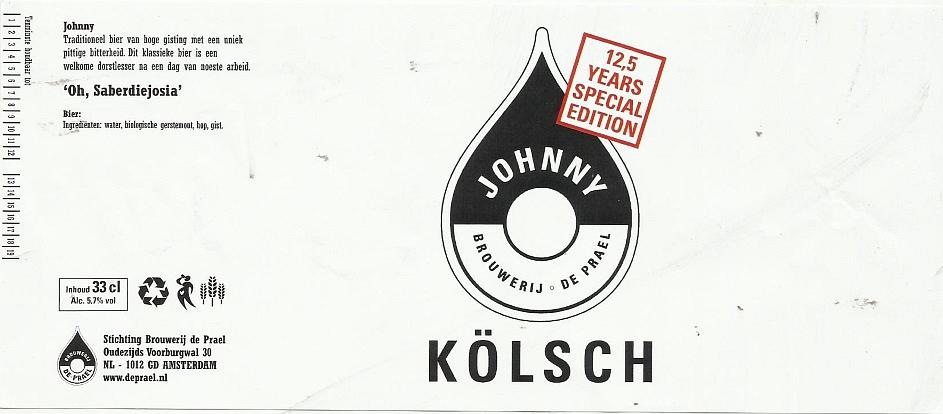 Tenminste houdbaar tot
1 2 3 4 5 6 7 8 9 10 11 12 13 14 15 16 17 18 19
Johnny
Traditioneel bier van hoge gisting met een uniek
pittige bitterheid. Dit klassieke bier is een
welkome dorstlesser na een dag van noeste arbeid.
‘Oh, Saberdiejosia’
Bier:
Ingrediënten: water, biologische gerstemout, hop, gist.
Inhoud 33 cl
Alc. 5,7% vol
BROUWERIJ
DE PRAEL
Stichting Brouwerij de Prael
Oudezijds Voorburgwal 30
NL - 1012 GD AMSTERDAM
www.deprael.nl
12,5
YEARS
SPECIAL
EDITION
JOHNNY
BROUWERIJ ◦ DE PRAEL
KÖLSCH